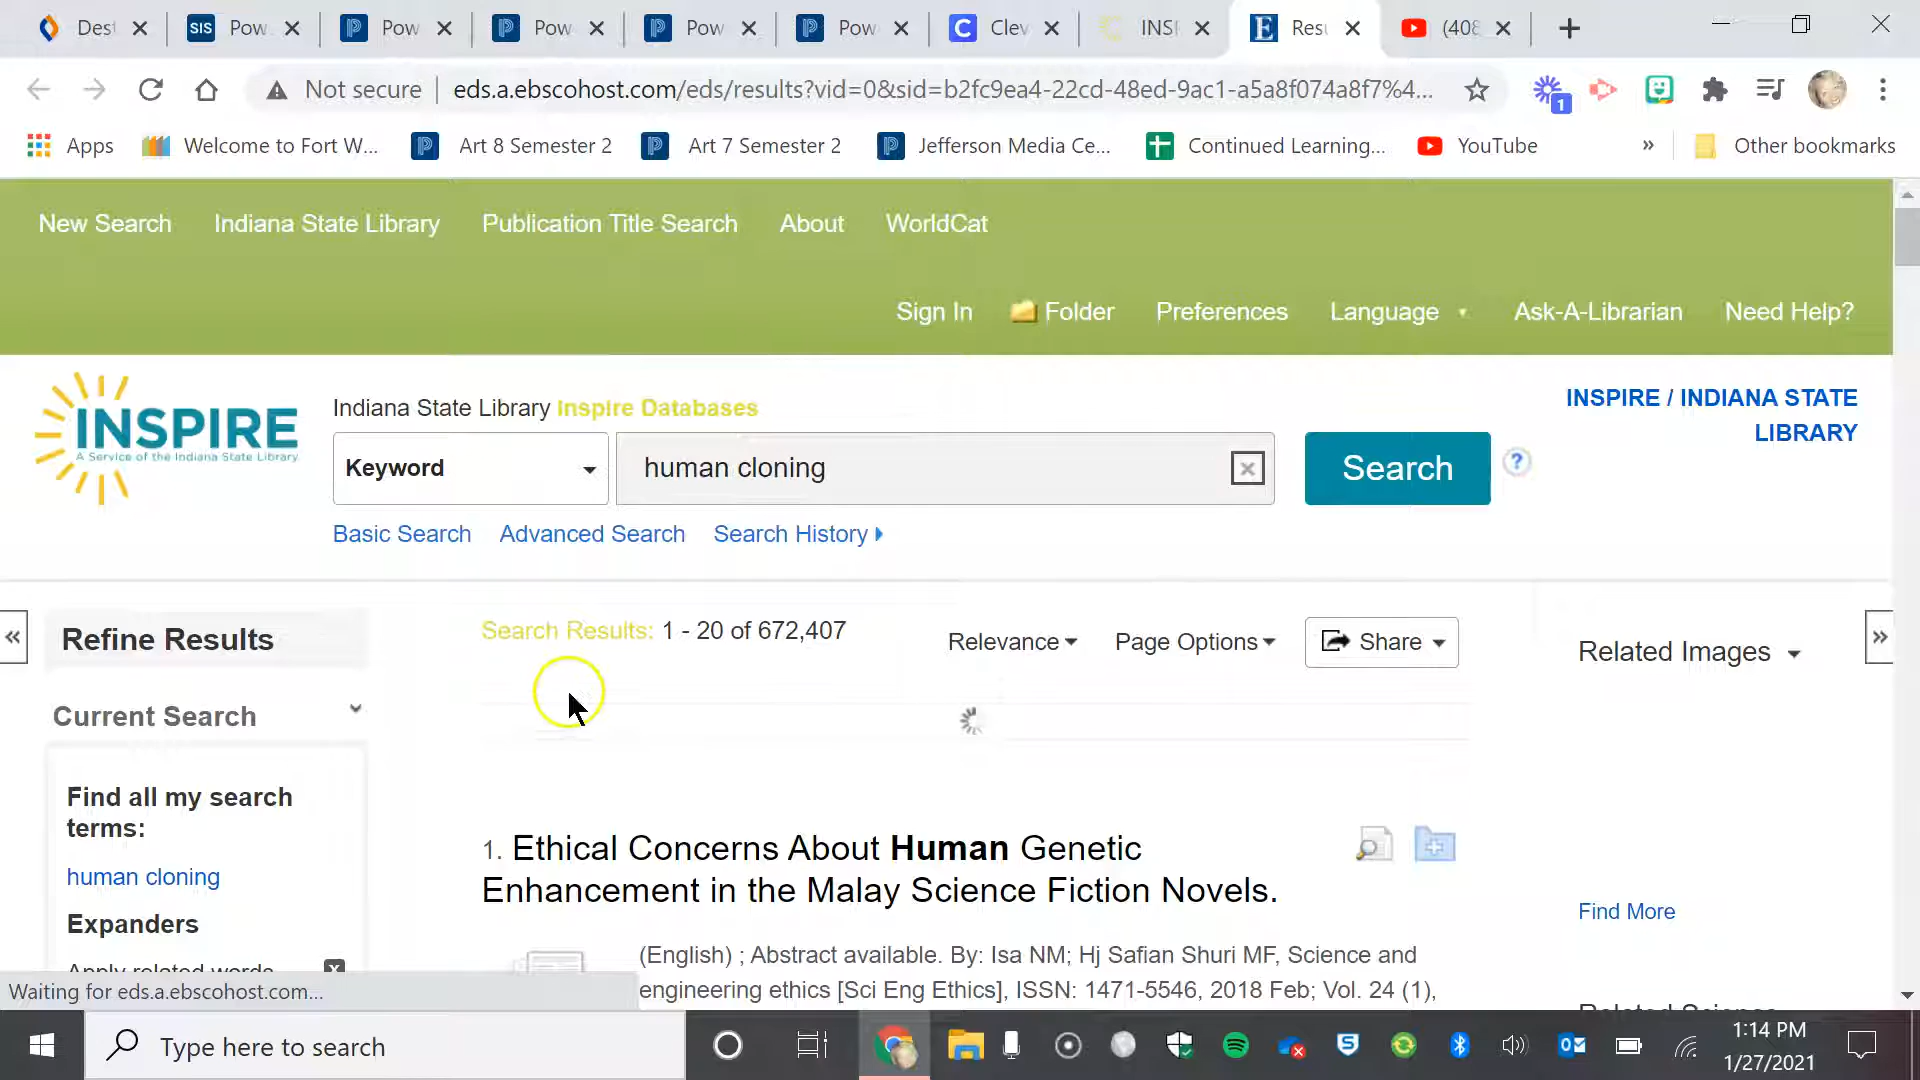 Dest
SIS Pow
Pow
Pow
Pow
Pow
Clev
INSI
Resu
(408
Not secure eds.a.ebscohost.com/eds/results?vid=0&sid=b2fc9ea4-22cd-48ed-9ac1-a5a8f074a8f7%4...
1
Apps Welcome to Fort W... Art 8 Semester 2 Art 7 Semester 2 Jefferson Media Ce... Continued Learning... YouTube » Other bookmarks
New Search Indiana State Library Publication Title Search About WorldCat
Sign In Folder Preferences Language Ask-A-Librarian Need Help?
INSPIRE
A Service of the Indiana State Library
Indiana State Library Inspire Databases
Keyword human cloning Search ?
Basic Search Advanced Search Search History
INSPIRE / INDIANA STATE
LIBRARY
Refine Results
Current Search
Find all my search
terms:
human cloning
Expanders
Apply related words
Search Results: 1 - 20 of 672,407 Relevance Page Options Share
1. Ethical Concerns About Human Genetic
Enhancement in the Malay Science Fiction Novels.
(English) ; Abstract available. By: Isa NM; Hj Safian Shuri MF, Science and
engineering ethics [Sci Eng Ethics], ISSN: 1471-5546, 2018 Feb; Vol. 24 (1),
Related Images
Find More
Waiting for eds.a.ebscohost.com...
Type here to search
1:14 PM
1/27/2021